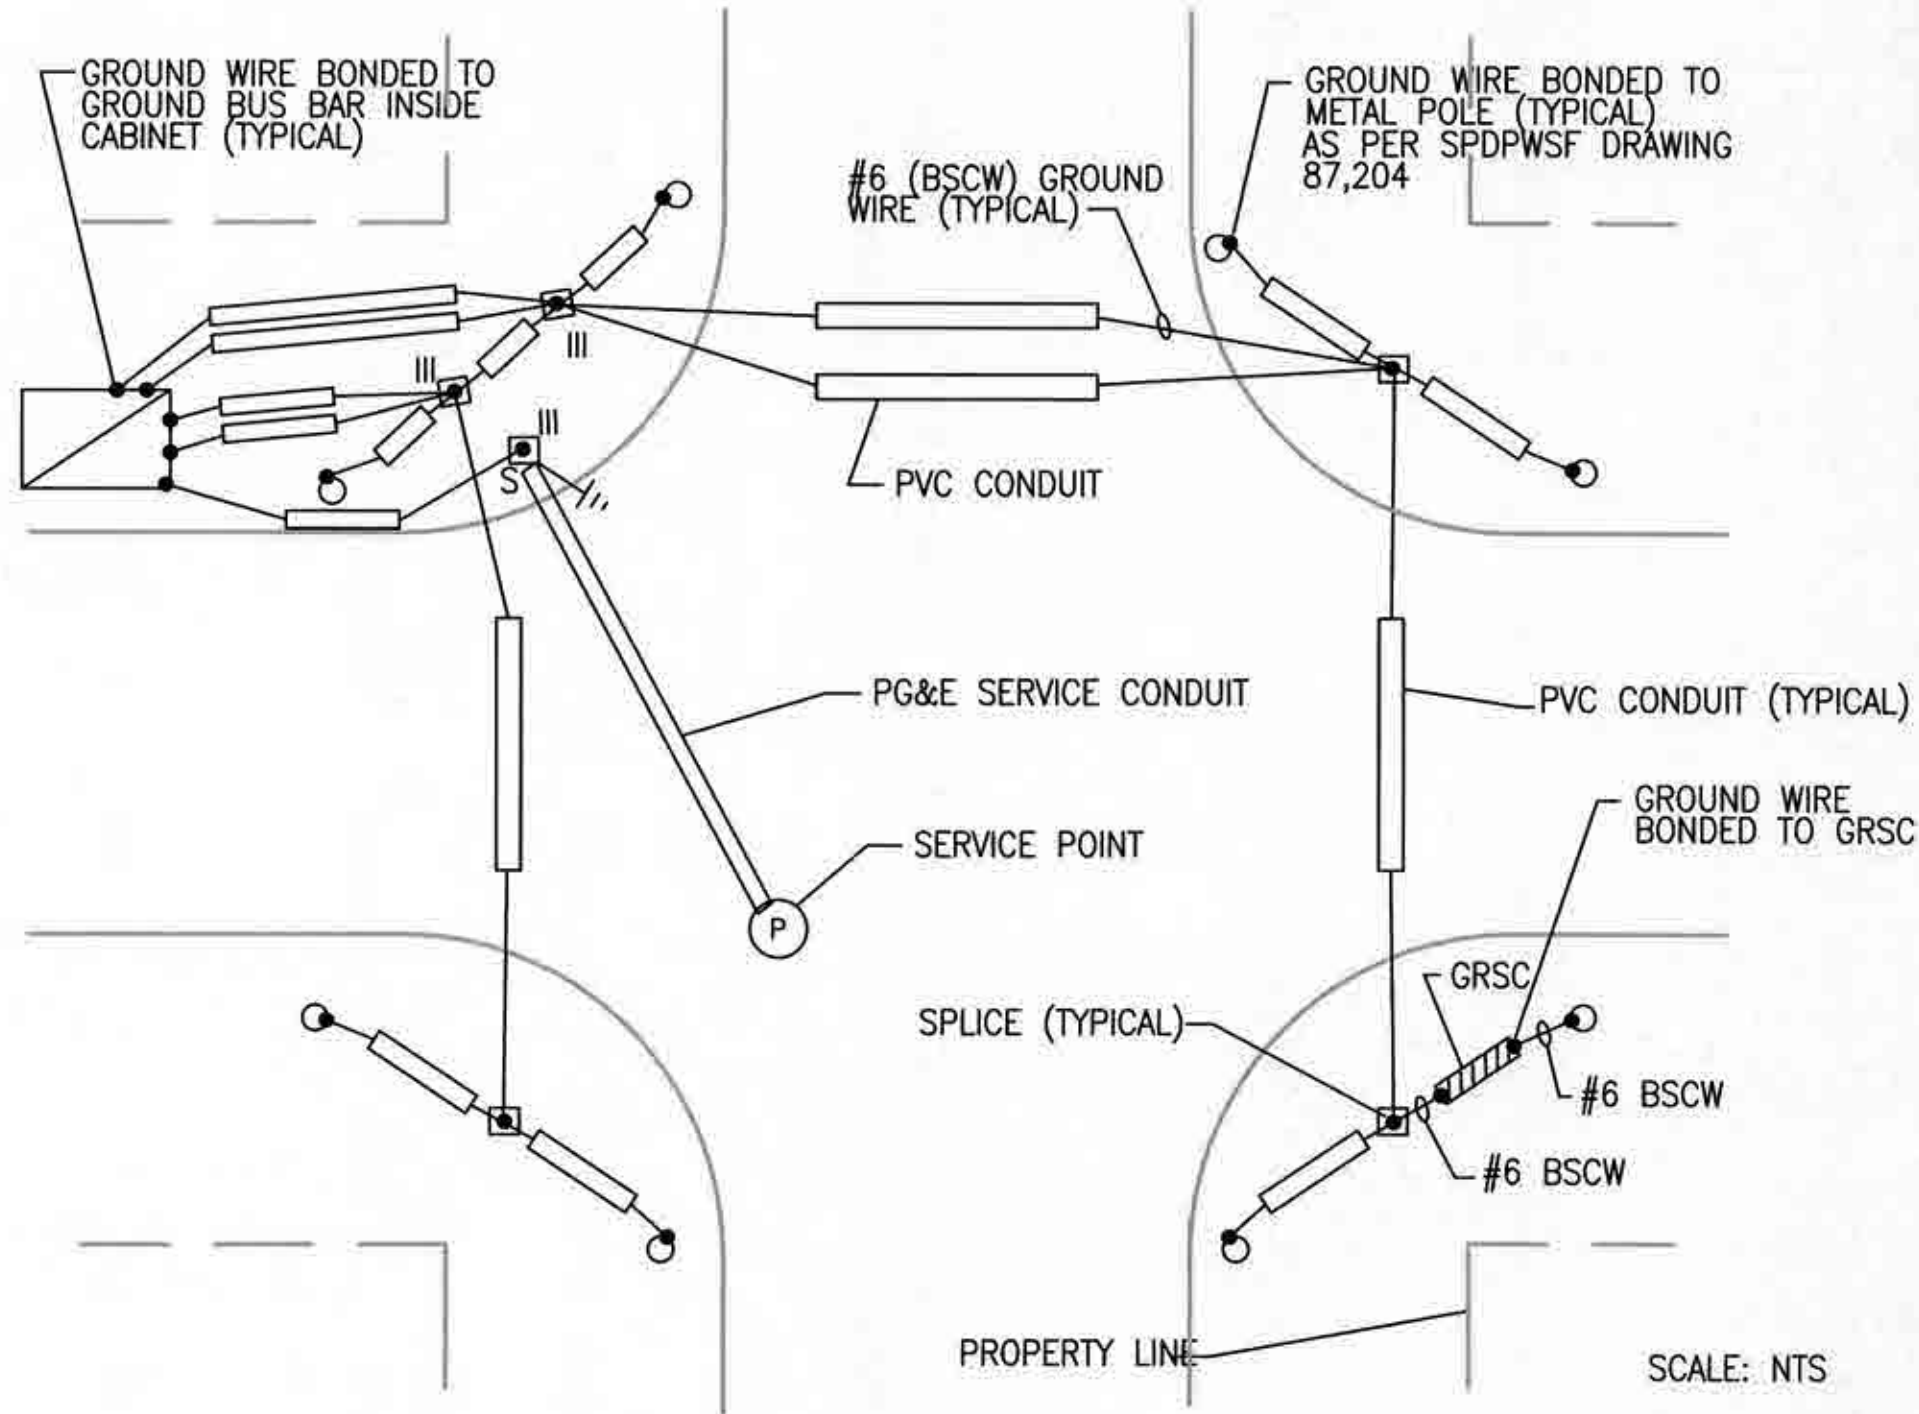 GROUND WIRE BONDED TO
GROUND BUS BAR INSIDE
CABINET (TYPICAL)
GROUND WIRE BONDED TO
METAL POLE (TYPICAL)
AS PER SPDPWSF DRAWING
87,204
#6 (BSCW) GROUND
WIRE (TYPICAL)
III
III
III
S
PVC CONDUIT
PG&E SERVICE CONDUIT
PVC CONDUIT (TYPICAL)
GROUND WIRE
BONDED TO GRSC
SERVICE POINT
P
GRSC
SPLICE (TYPICAL)
#6 BSCW
#6 BSCW
PROPERTY LINE
SCALE: NTS